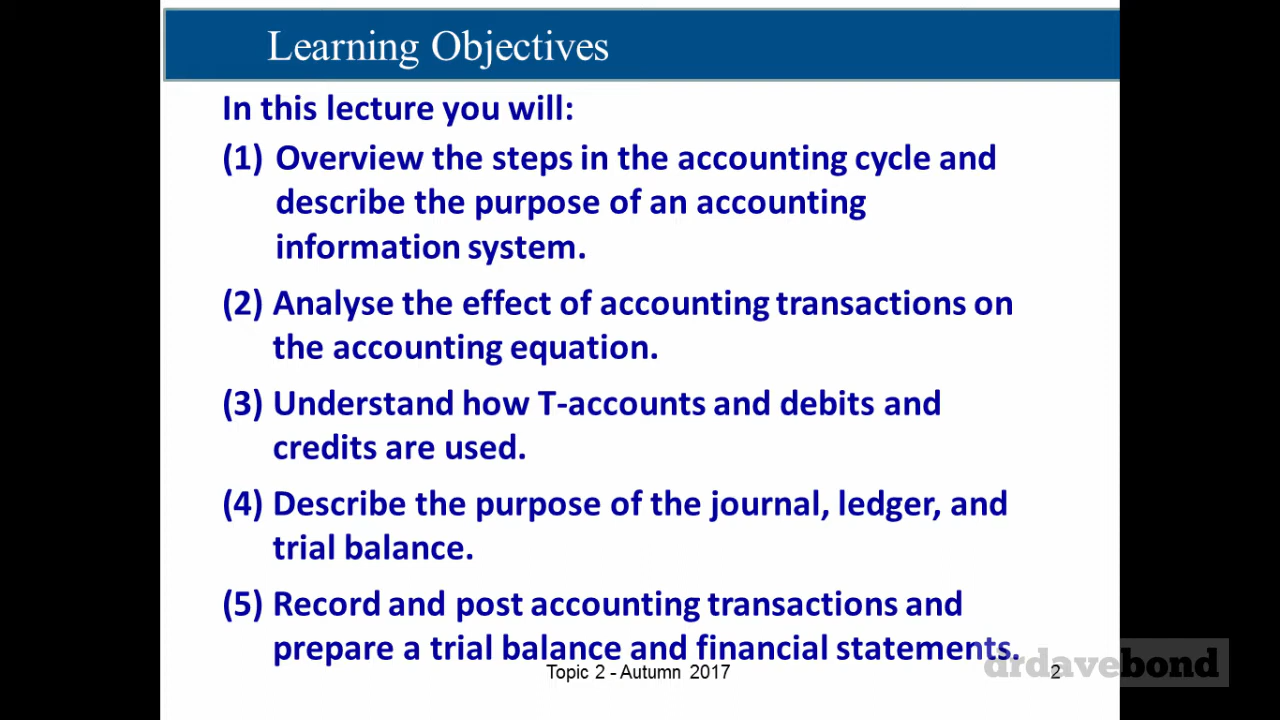 Learning Objectives
In this lecture you will:
(1) Overview the steps in the accounting cycle and
describe the purpose of an accounting
information system.
(2) Analyse the effect of accounting transactions on
the accounting equation.
(3) Understand how T-accounts and debits and
credits are used.
(4) Describe the purpose of the journal, ledger, and
trial balance.
(5) Record and post accounting transactions and
prepare a trial balance and financial statements.
Topic 2 - Autumn 2017
2
drdavebond